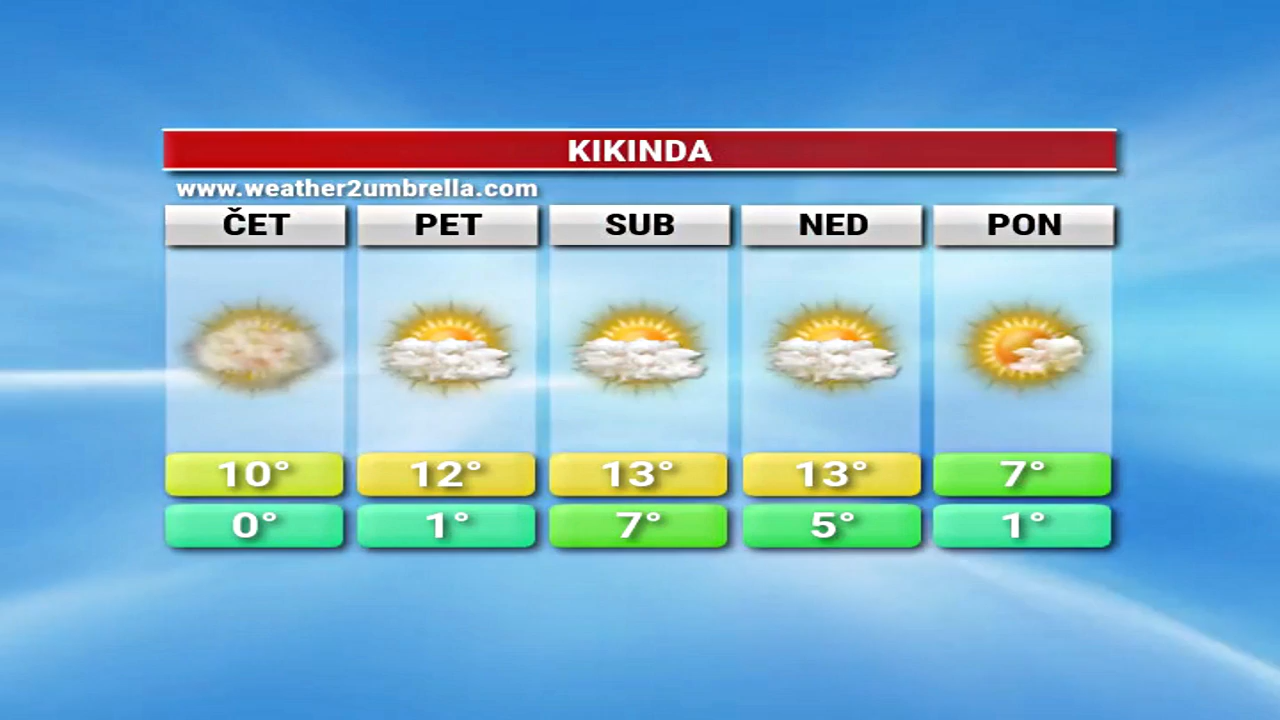 KIKINDA
www.weather2umbrella.com
ČET PET SUB NED PON
10° 12° 13° 13° 7°
0° 1° 7° 5° 1°